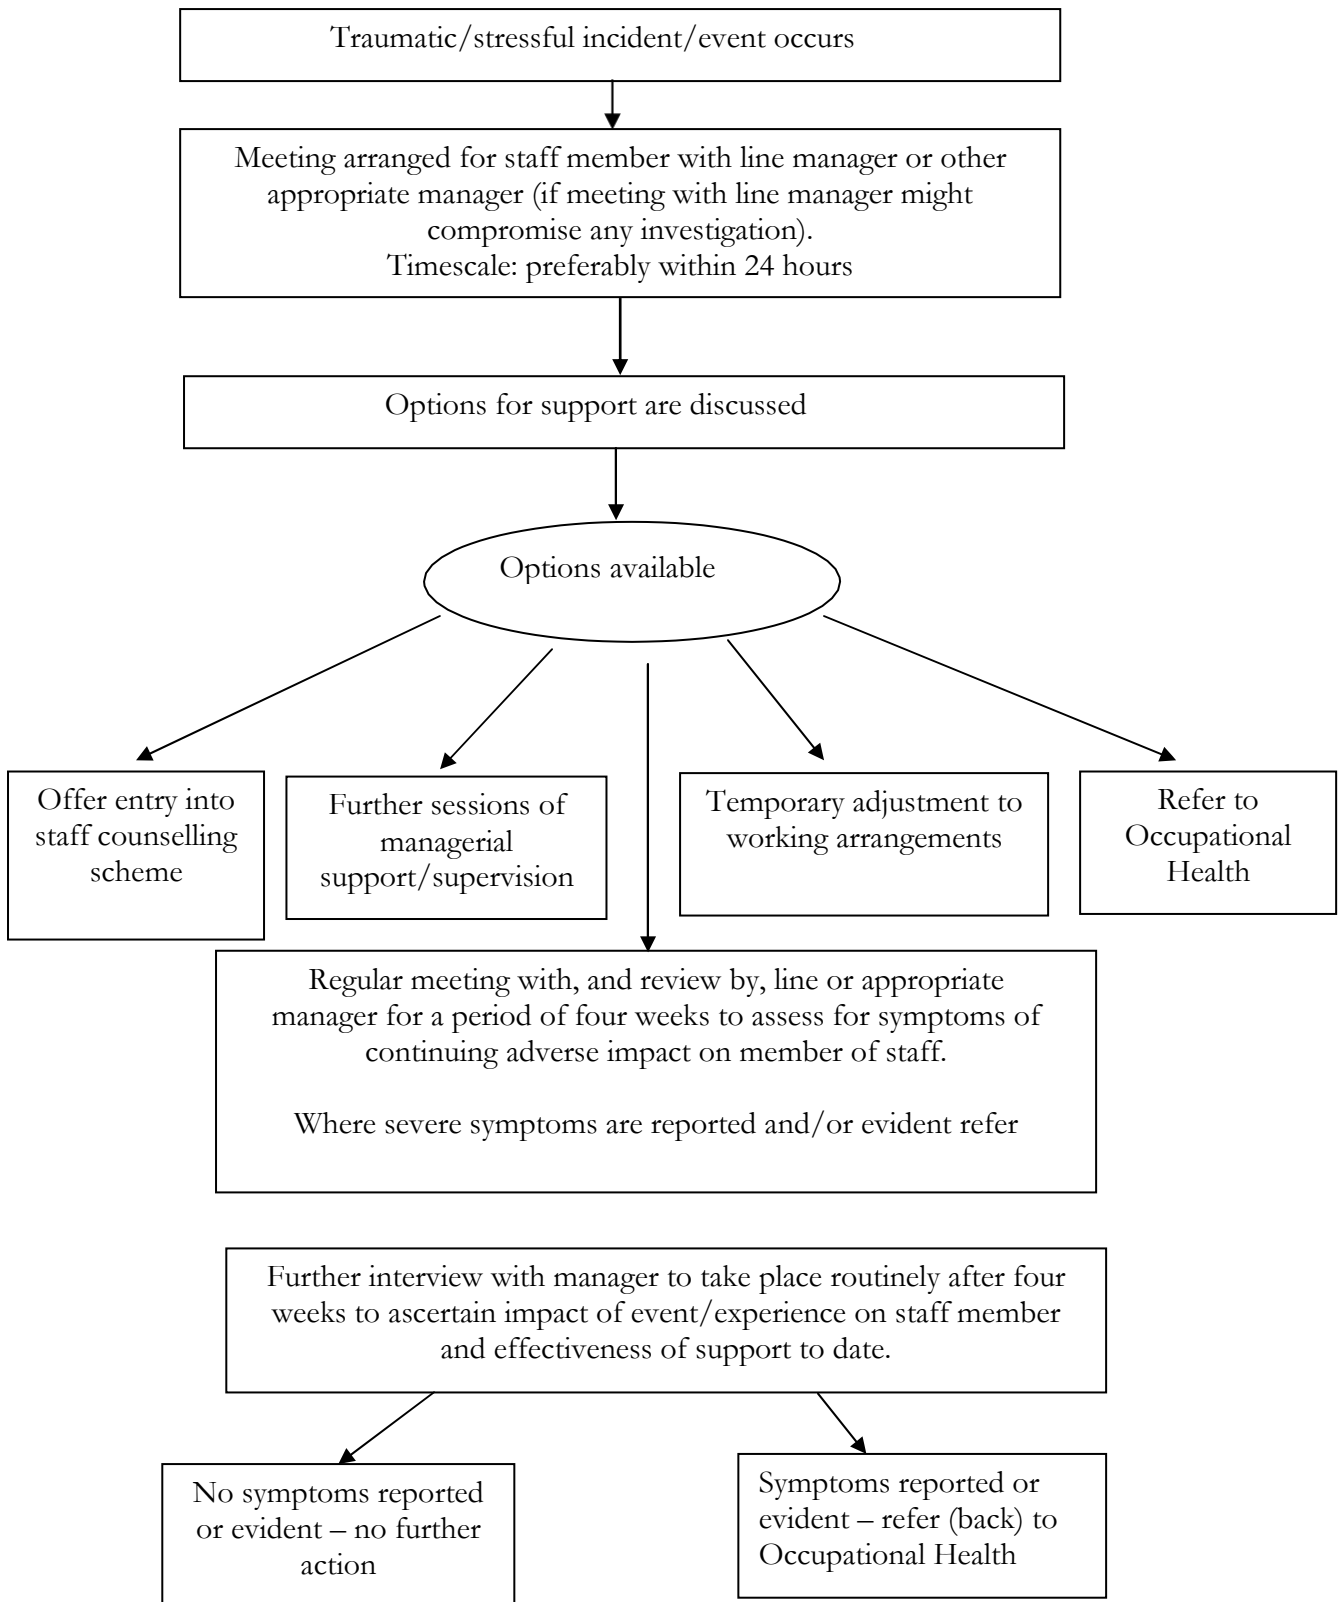 Traumatic/stressful incident/event occurs
Meeting arranged for staff member with line manager or other
appropriate manager (if meeting with line manager might
compromise any investigation).
Timescale: preferably within 24 hours
Options for support are discussed
Options available
Offer entry into
staff counselling
scheme
Further sessions of
managerial
support/supervision
Temporary adjustment to
working arrangements
Refer to
Occupational
Health
Regular meeting with, and review by, line or appropriate
manager for a period of four weeks to assess for symptoms of
continuing adverse impact on member of staff.
Where severe symptoms are reported and/or evident refer
Further interview with manager to take place routinely after four
weeks to ascertain impact of event/experience on staff member
and effectiveness of support to date.
No symptoms reported
or evident – no further
action
Symptoms reported or
evident – refer (back) to
Occupational Health